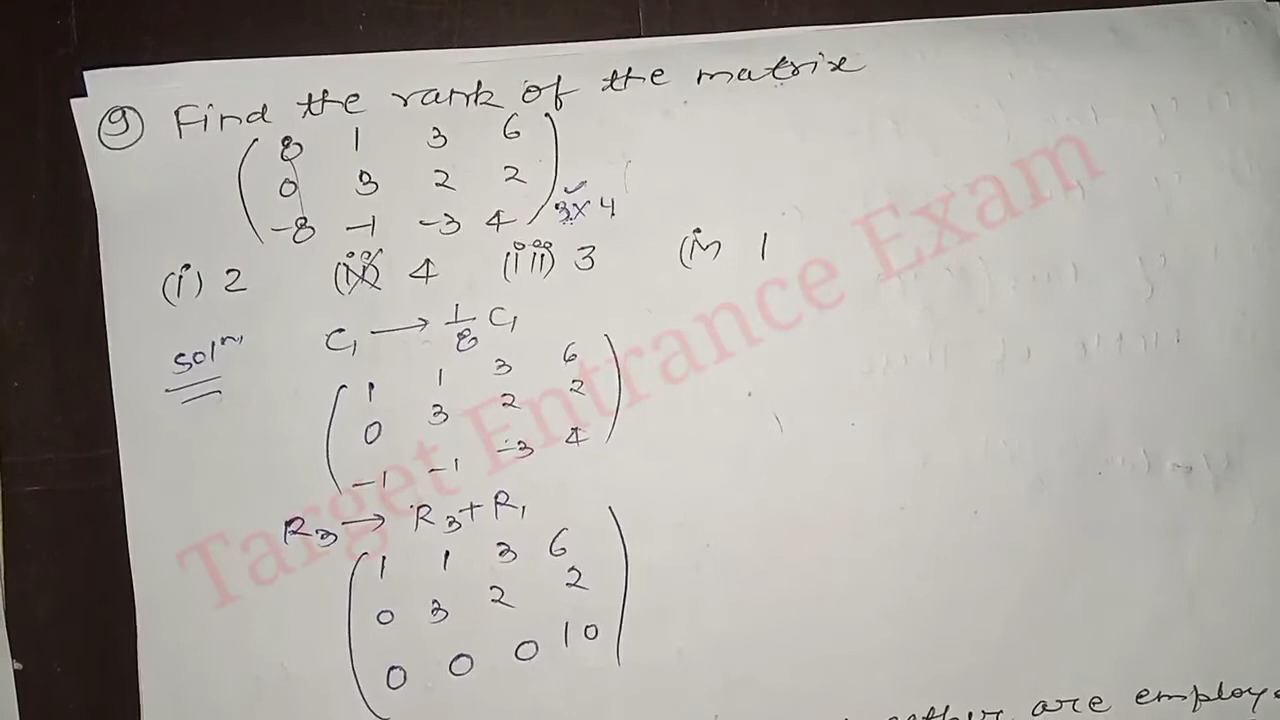 9 Find the rank of the matrix
8 1 3 6
0 3 2 2
-8 -1 -3 4 3×4
(i) 2 4 (iii) 3 (iv) 1
Solⁿ C₁ → 1/8 C₁
1 1 3 6
0 3 2 2
-1 -1 -3 4
R₃ → R₃+R₁
1 1 3 6
0 3 2 2
0 0 0 10
are employe
Target Entrance Exam